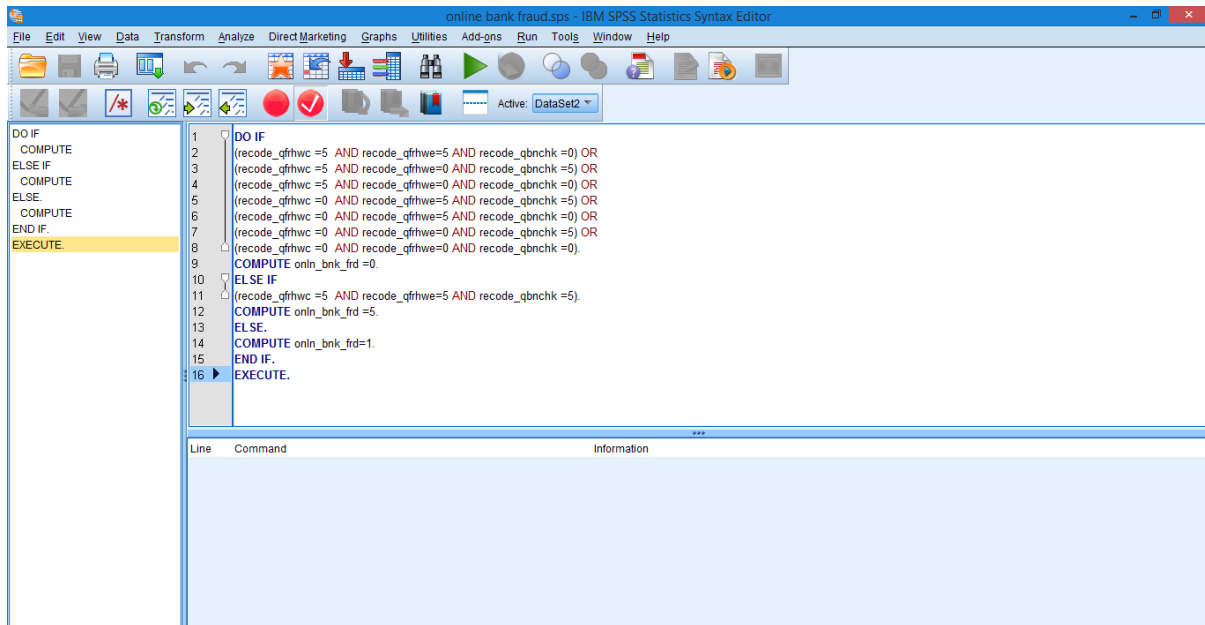 online bank fraud.sps - IBM SPSS Statistics Syntax Editor
File Edit View Data Transform Analyze Direct Marketing Graphs Utilities Add-ons Run Tools Window Help
Active: DataSet2
DO IF
COMPUTE
ELSE IF
COMPUTE
ELSE.
COMPUTE
END IF.
EXECUTE.
1 DO IF
2 (recode_qfrhwc =5 AND recode_qfrhwe=5 AND recode_qbnchk =0) OR
3 (recode_qfrhwc =5 AND recode_qfrhwe=0 AND recode_qbnchk =5) OR
4 (recode_qfrhwc =5 AND recode_qfrhwe=0 AND recode_qbnchk =0) OR
5 (recode_qfrhwc =0 AND recode_qfrhwe=5 AND recode_qbnchk =5) OR
6 (recode_qfrhwc =0 AND recode_qfrhwe=5 AND recode_qbnchk =0) OR
7 (recode_qfrhwc =0 AND recode_qfrhwe=0 AND recode_qbnchk =5) OR
8 (recode_qfrhwc =0 AND recode_qfrhwe=0 AND recode_qbnchk =0).
9 COMPUTE onln_bnk_frd =0.
10 ELSE IF
11 (recode_qfrhwc =5 AND recode_qfrhwe=5 AND recode_qbnchk =5).
12 COMPUTE onln_bnk_frd =5.
13 ELSE.
14 COMPUTE onln_bnk_frd=1.
15 END IF.
16 EXECUTE.
Line Command Information